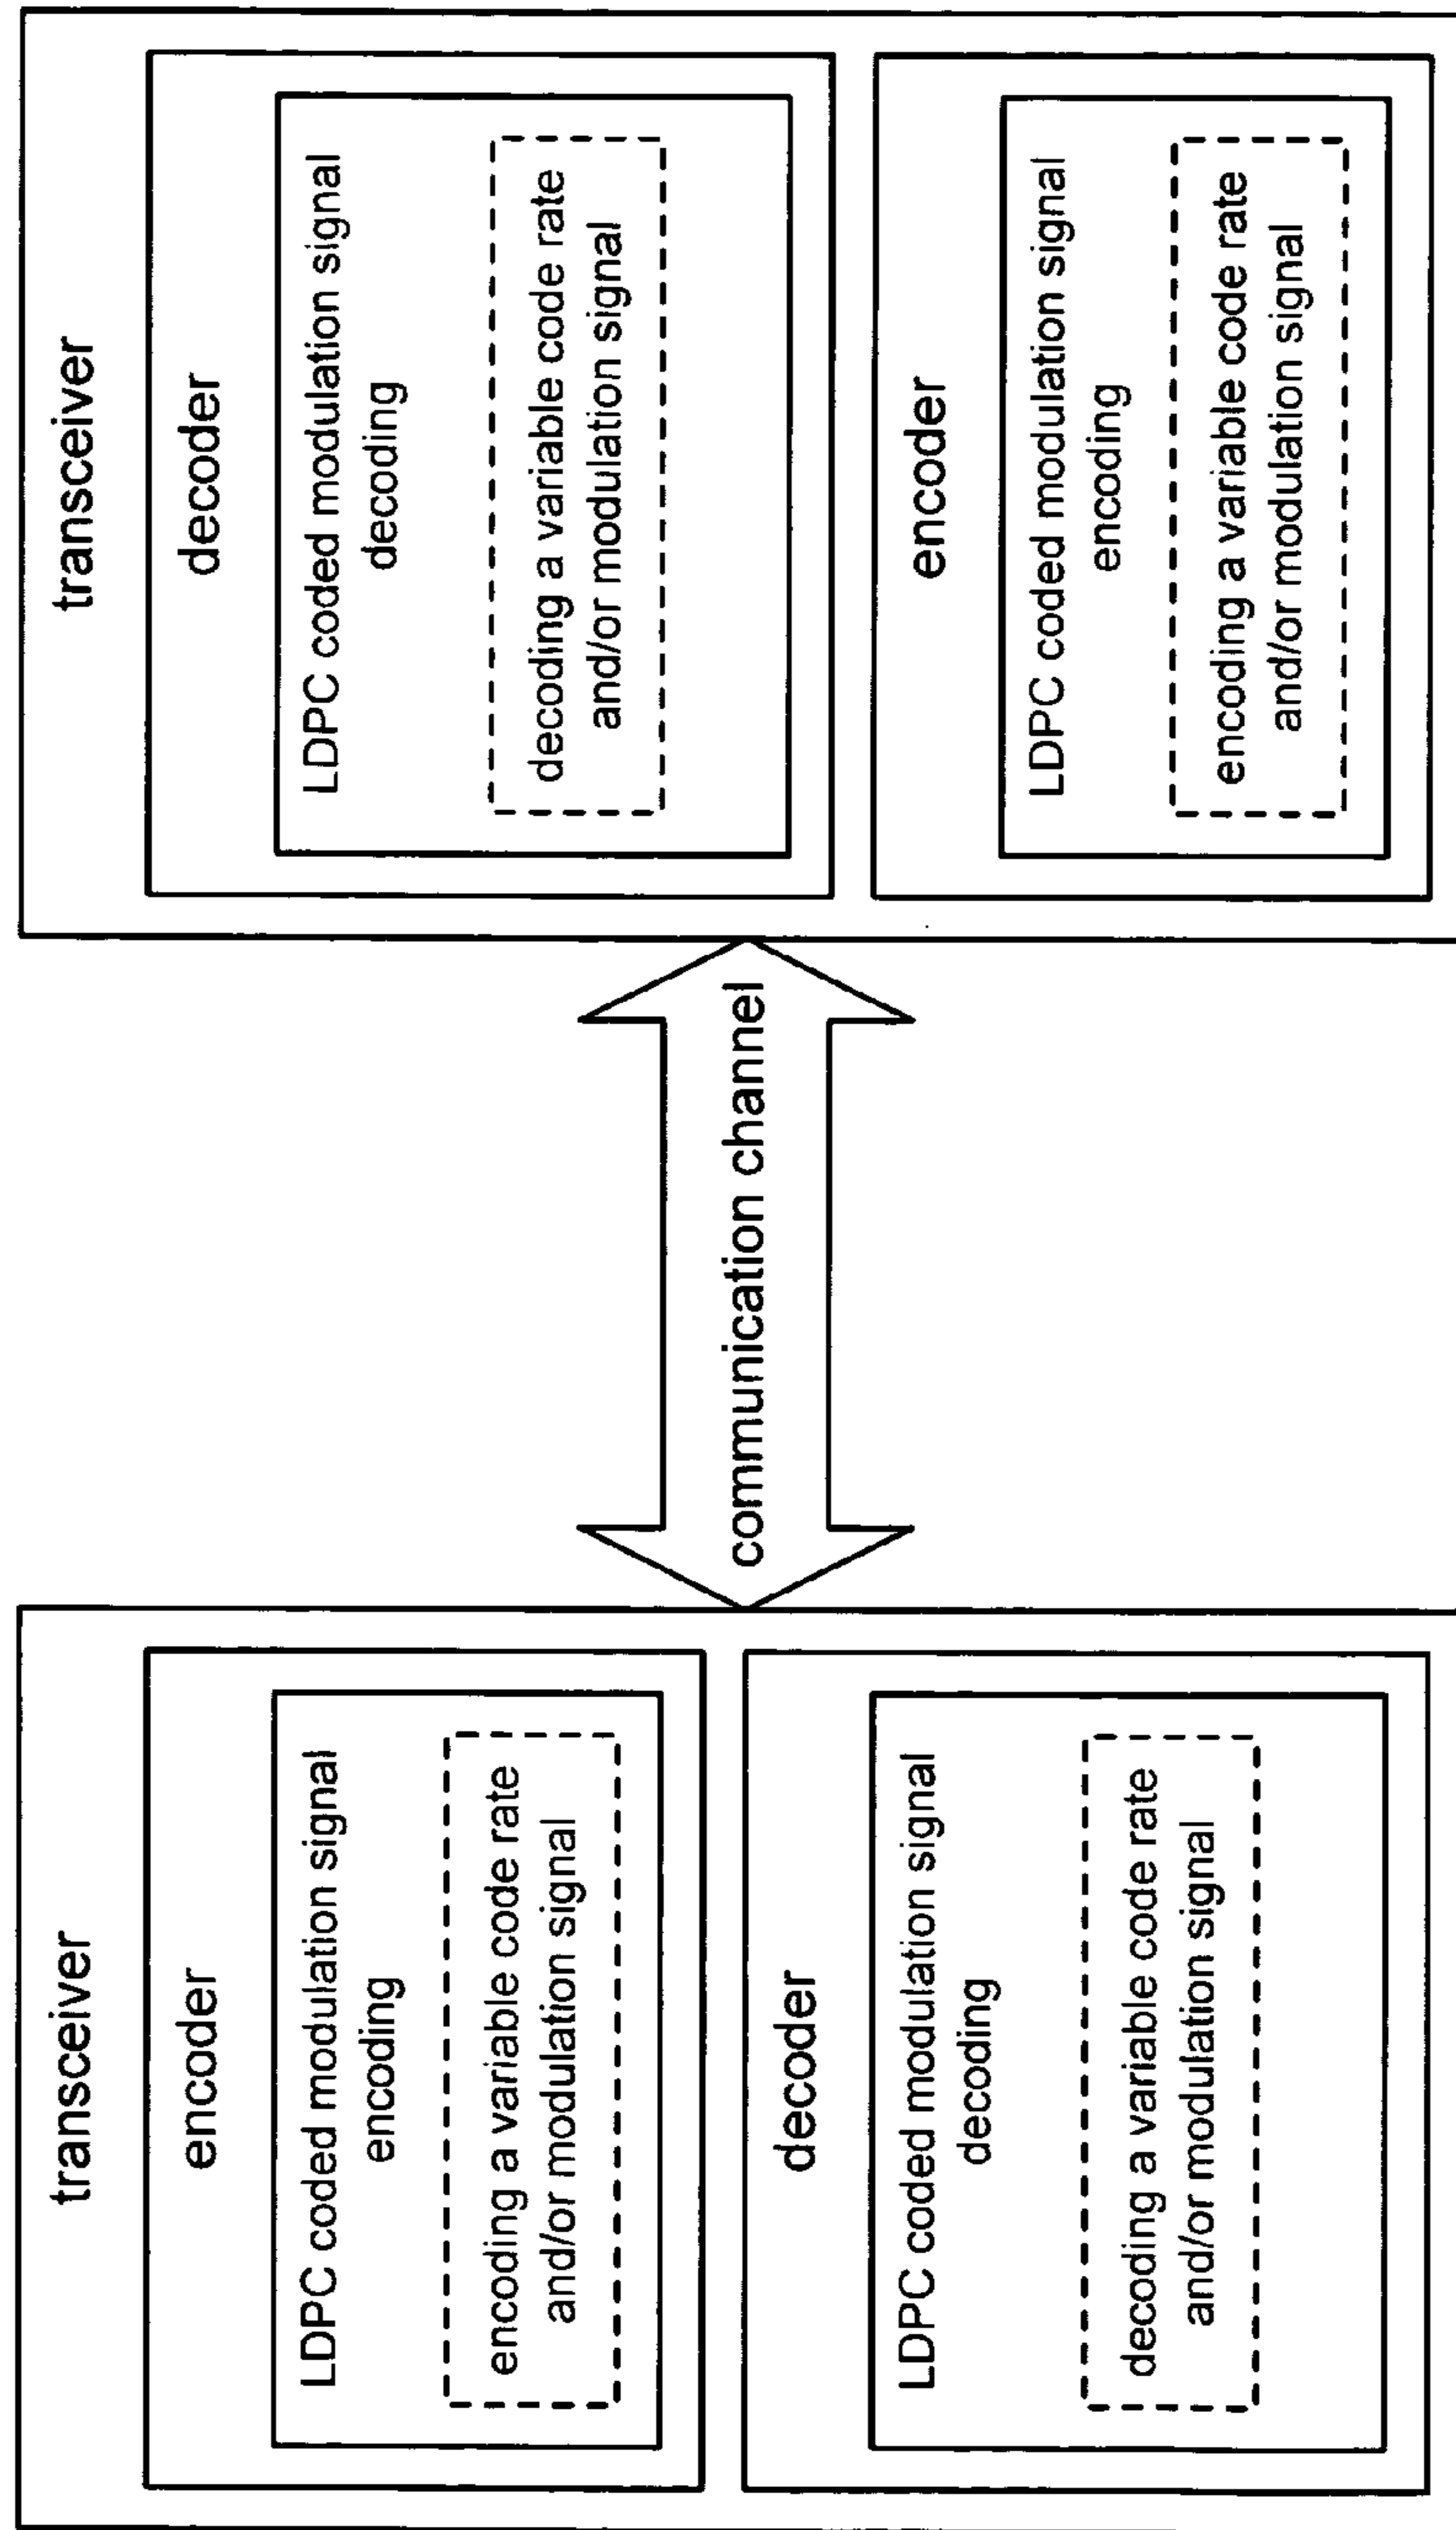 transceiver
encoder
LDPC coded modulation signal
encoding
encoding a variable code rate
and/or modulation signal
decoder
LDPC coded modulation signal
decoding
decoding a variable code rate
and/or modulation signal
communication channel
transceiver
decoder
LDPC coded modulation signal
decoding
decoding a variable code rate
and/or modulation signal
encoder
LDPC coded modulation signal
encoding
encoding a variable code rate
and/or modulation signal